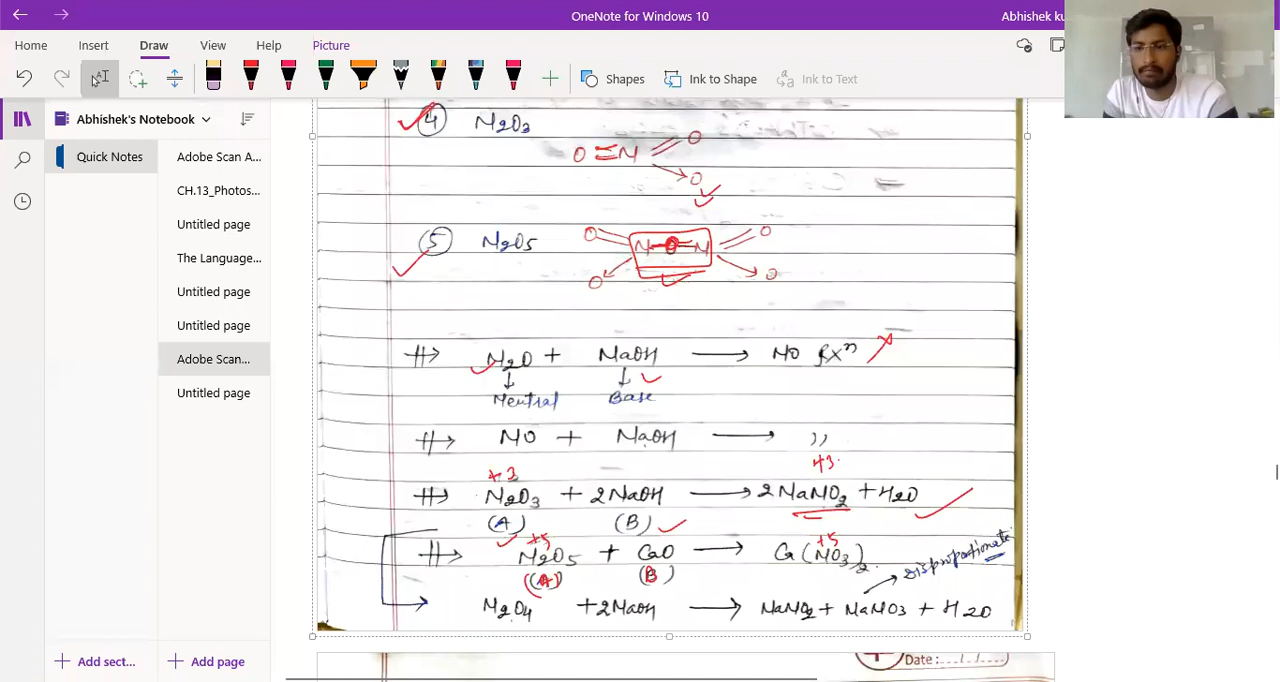 OneNote for Windows 10
Abhishek ku
Home Insert Draw View Help Picture
Shapes Ink to Shape Ink to Text
Abhishek's Notebook
Quick Notes
Adobe Scan A...
CH.13_Photos...
Untitled page
The Language...
Untitled page
Untitled page
Adobe Scan...
Untitled page
Add sect...
Add page
4 N2O3
O = N O
O
5 N2O5 O N O N O
O O
N2O + NaOH → NO Rxn
↓ ↓
Neutral Base
NO + NaOH → ,,
+3 +3
N2O3 + 2NaOH → 2NaNO2 + H2O
(A) (B)
+5 +5
N2O5 + CaO → Ca(NO3)2
(A) (B) → Disproportionate
N2O4 + 2NaOH → NaNO2 + NaNO3 + H2O
Date: / /